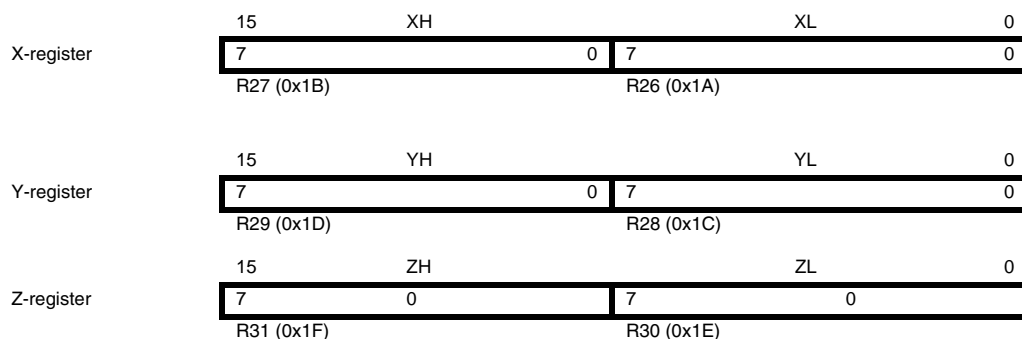 15 XH XL 0
X-register 7 0 7 0
R27 (0x1B) R26 (0x1A)
15 YH YL 0
Y-register 7 0 7 0
R29 (0x1D) R28 (0x1C)
15 ZH ZL 0
Z-register 7 0 7 0
R31 (0x1F) R30 (0x1E)